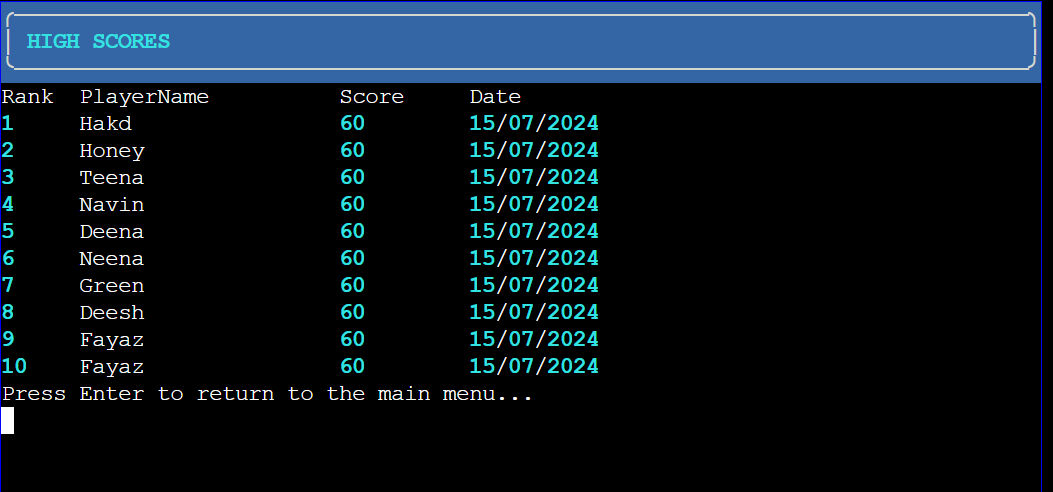 HIGH SCORES
Rank PlayerName Score Date
1 Hakd 60 15/07/2024
2 Honey 60 15/07/2024
3 Teena 60 15/07/2024
4 Navin 60 15/07/2024
5 Deena 60 15/07/2024
6 Neena 60 15/07/2024
7 Green 60 15/07/2024
8 Deesh 60 15/07/2024
9 Fayaz 60 15/07/2024
10 Fayaz 60 15/07/2024
Press Enter to return to the main menu...